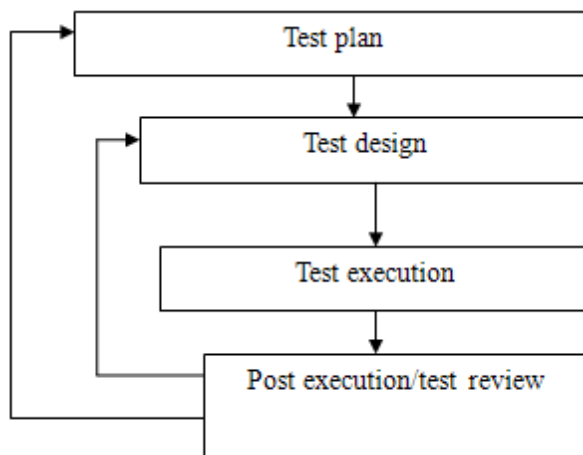 Test plan
Test design
Test execution
Post execution/test review